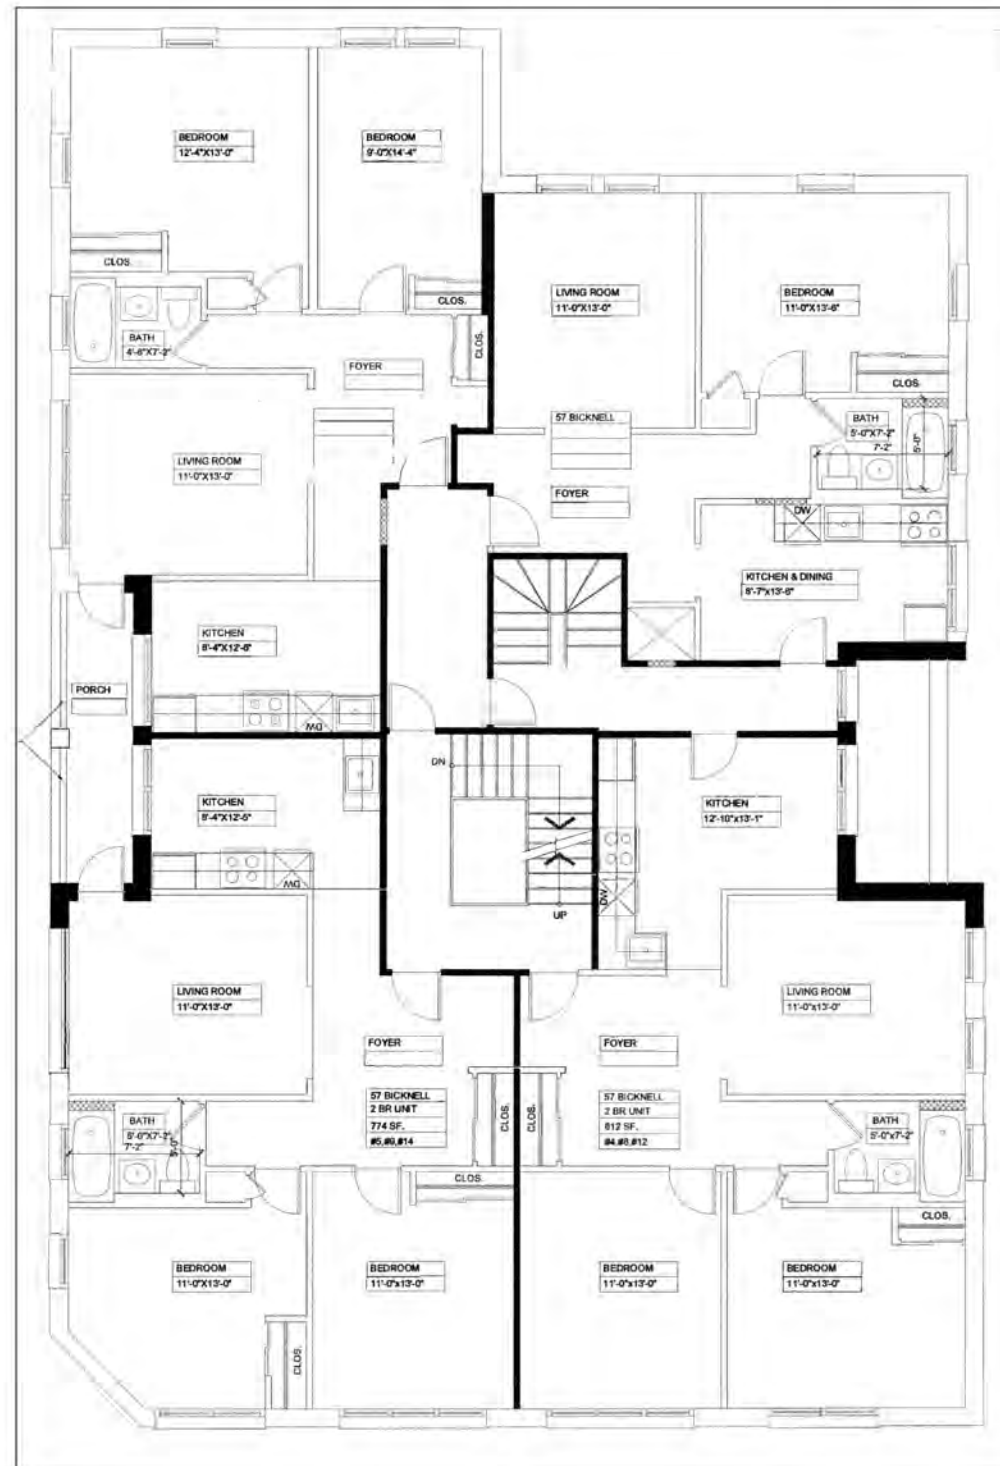 BEDROOM
12'-4"X13'-0"
BEDROOM
9'-0"X14'-4"
CLOS.
CLOS.
BATH
4'-6"X7'-2"
FOYER
CLOS.
LIVING ROOM
11'-0"X13'-0"
LIVING ROOM
11'-0"X13'-0"
BEDROOM
11'-0"X13'-6"
CLOS.
57 BICKNELL
BATH
5'-0"X7'-2"
7'-2"
5'-0"
FOYER
DW
KITCHEN & DINING
8'-7"x13'-6"
KITCHEN
8'-4"X12'-6"
DW
PORCH
DN
UP
KITCHEN
8'-4"X12'-5"
DW
KITCHEN
12'-10"x13'-1"
DW
LIVING ROOM
11'-0"X13'-0"
LIVING ROOM
11'-0"x13'-0"
FOYER
FOYER
57 BICKNELL
2 BR UNIT
774 SF.
#5,#9,#14
CLOS.
CLOS.
57 BICKNELL
2 BR UNIT
812 SF.
#4,#8,#12
BATH
5'-0"X7'-2"
7'-2"
5'-0"
BATH
5'-0"x7'-2"
CLOS.
CLOS.
BEDROOM
11'-0"X13'-0"
CLOS.
BEDROOM
11'-0"x13'-0"
BEDROOM
11'-0"x13'-0"
BEDROOM
11'-0"x13'-0"